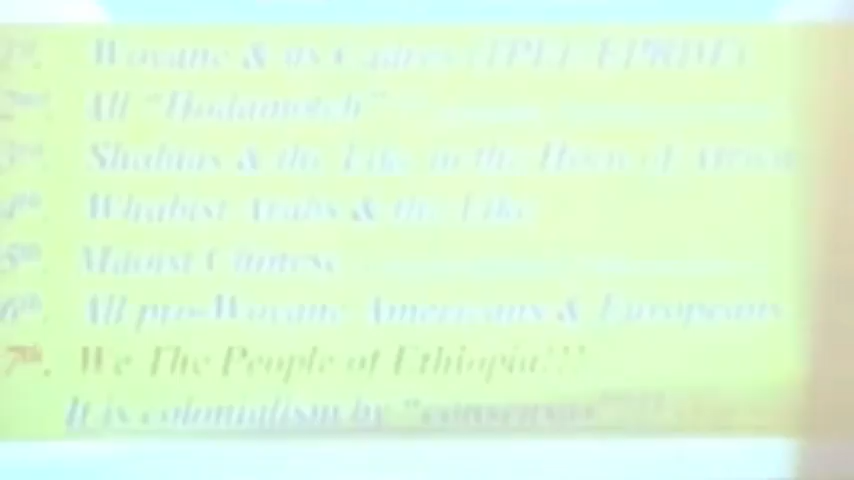 1st. Woyane & its Cadres (TPLF/EPRDF)
2nd. All "Hodamotch"
3rd. Shabias & the Like in the Horn of Africa
4th. Whabist Arabs & the Like
5th. Maoist Chinese
6th. All pro-Woyane Americans & Europeans
7th. We The People of Ethiopia!!!
It is colonialism by "consensus"!!!